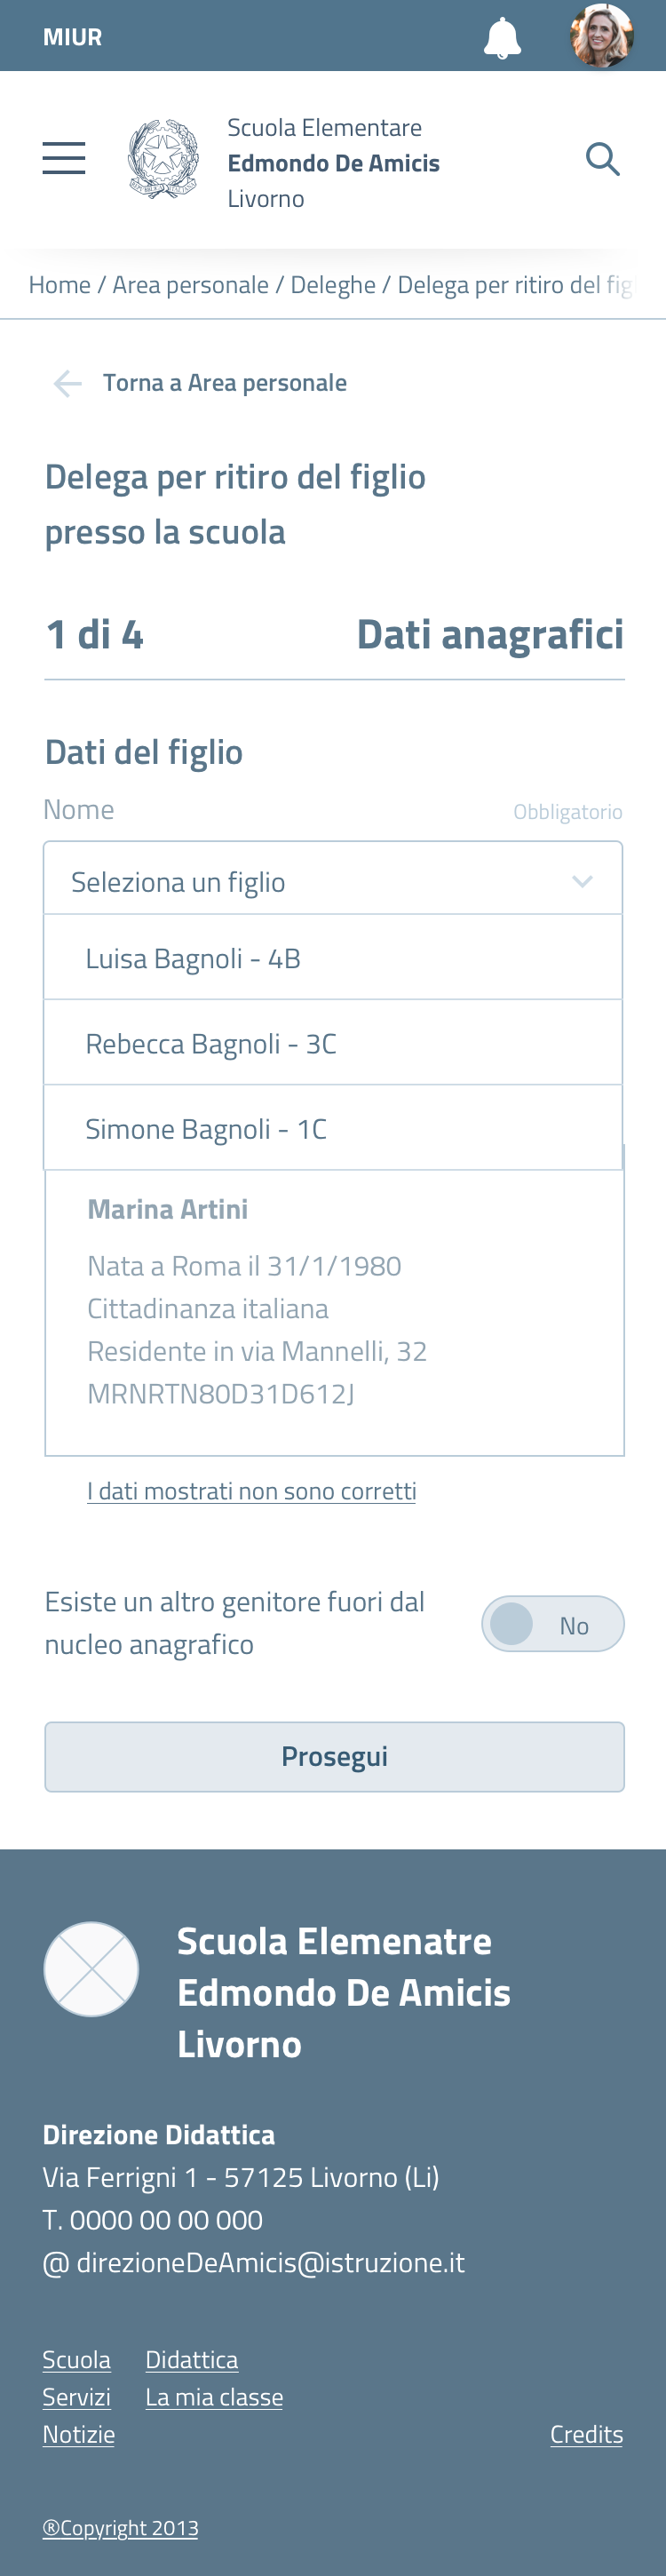 MIUR
Scuola Elementare
Edmondo De Amicis
Livorno
Home / Area personale / Deleghe / Delega per ritiro del fig
Torna a Area personale
Delega per ritiro del figlio
presso la scuola
1 di 4 Dati anagrafici
Dati del figlio
Nome Obbligatorio
Seleziona un figlio
Luisa Bagnoli - 4B
Rebecca Bagnoli - 3C
Simone Bagnoli - 1C
Marina Artini
Nata a Roma il 31/1/1980
Cittadinanza italiana
Residente in via Mannelli, 32
MRNRTN80D31D612J
I dati mostrati non sono corretti
Esiste un altro genitore fuori dal
nucleo anagrafico
No
Prosegui
Scuola Elemenatre
Edmondo De Amicis
Livorno
Direzione Didattica
Via Ferrigni 1 - 57125 Livorno (Li)
T. 0000 00 00 000
@ direzioneDeAmicis@istruzione.it
Scuola Didattica
Servizi La mia classe
Notizie Credits
®Copyright 2013